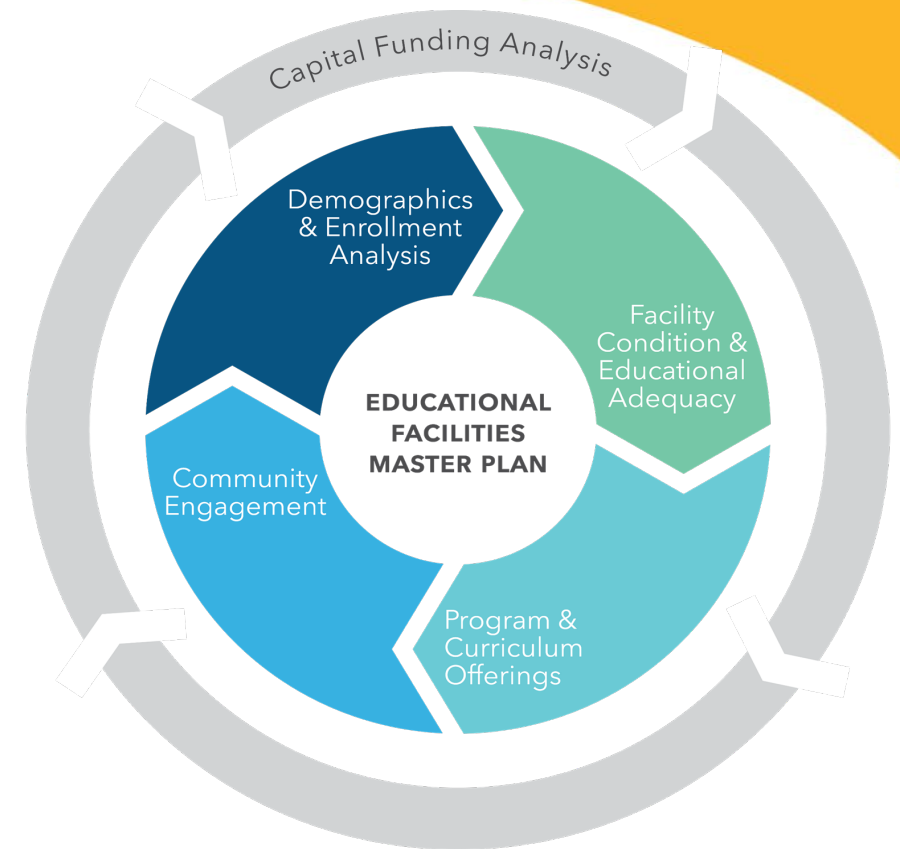 Capital Funding Analysis
Demographics
& Enrollment
Analysis
Facility
Condition &
Educational
Adequacy
EDUCATIONAL
FACILITIES
MASTER PLAN
Community
Engagement
Program &
Curriculum
Offerings